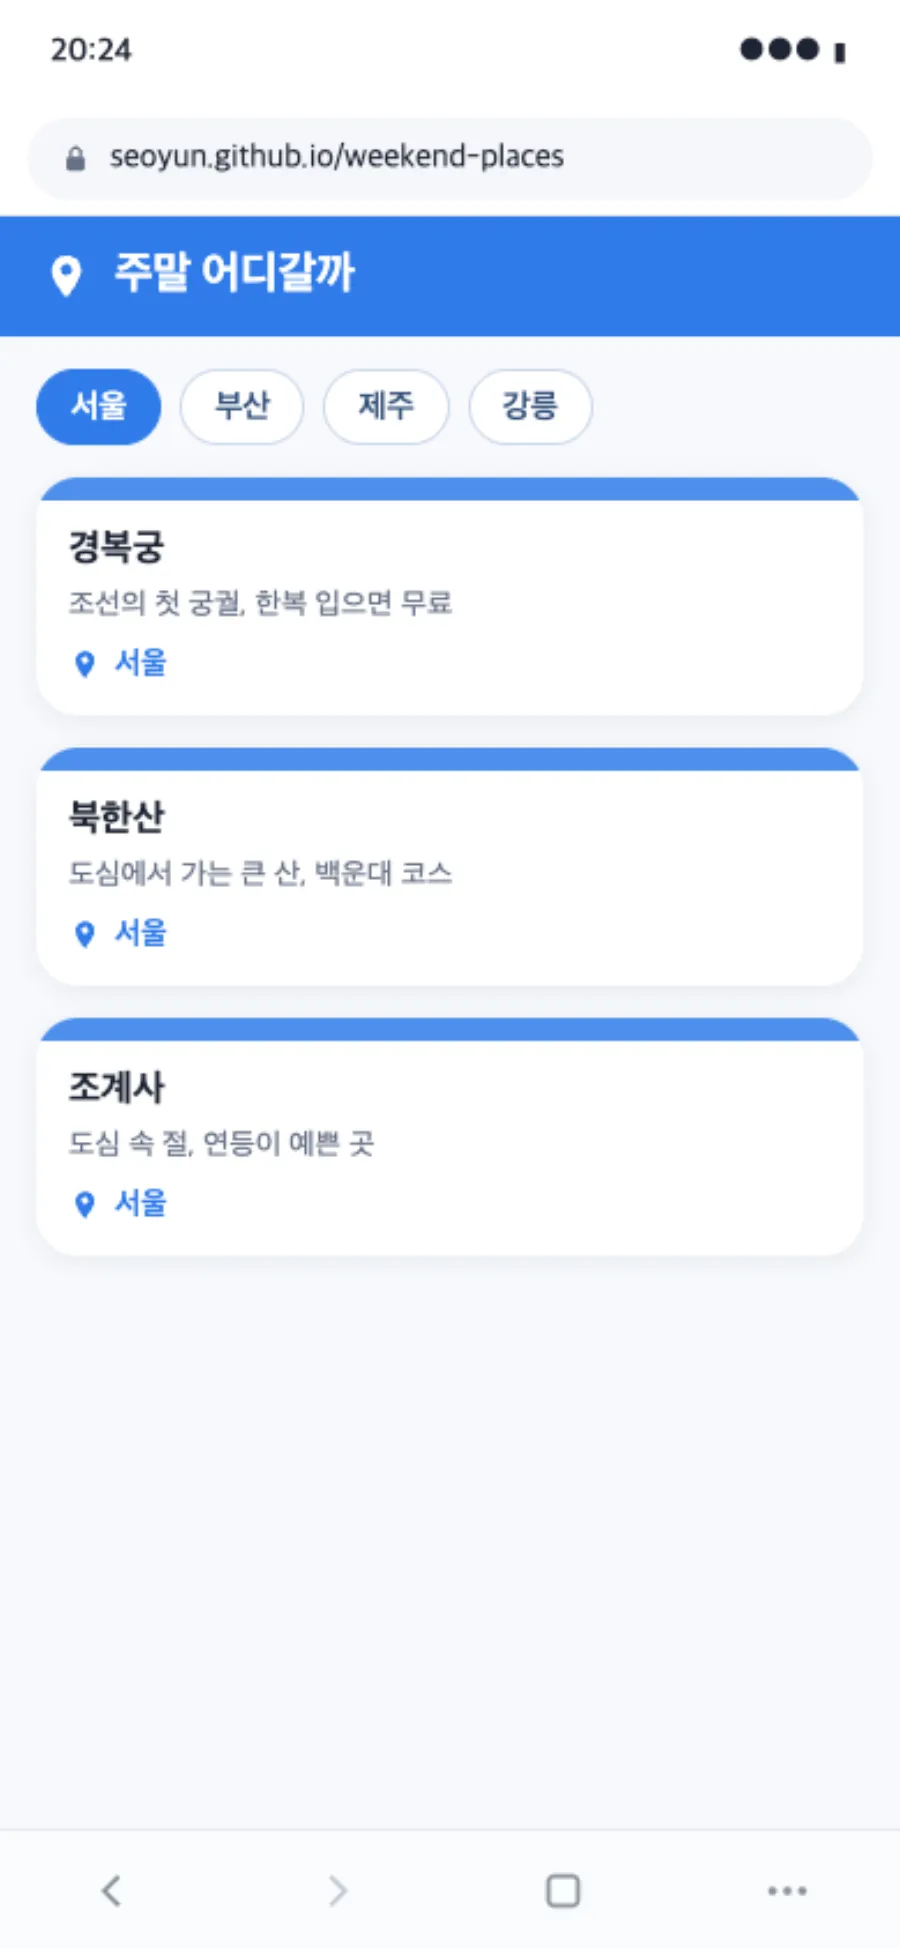 20:24
seoyun.github.io/weekend-places
주말 어디갈까
서울 부산 제주 강릉
경복궁
조선의 첫 궁궐, 한복 입으면 무료
서울
북한산
도심에서 가는 큰 산, 백운대 코스
서울
조계사
도심 속 절, 연등이 예쁜 곳
서울